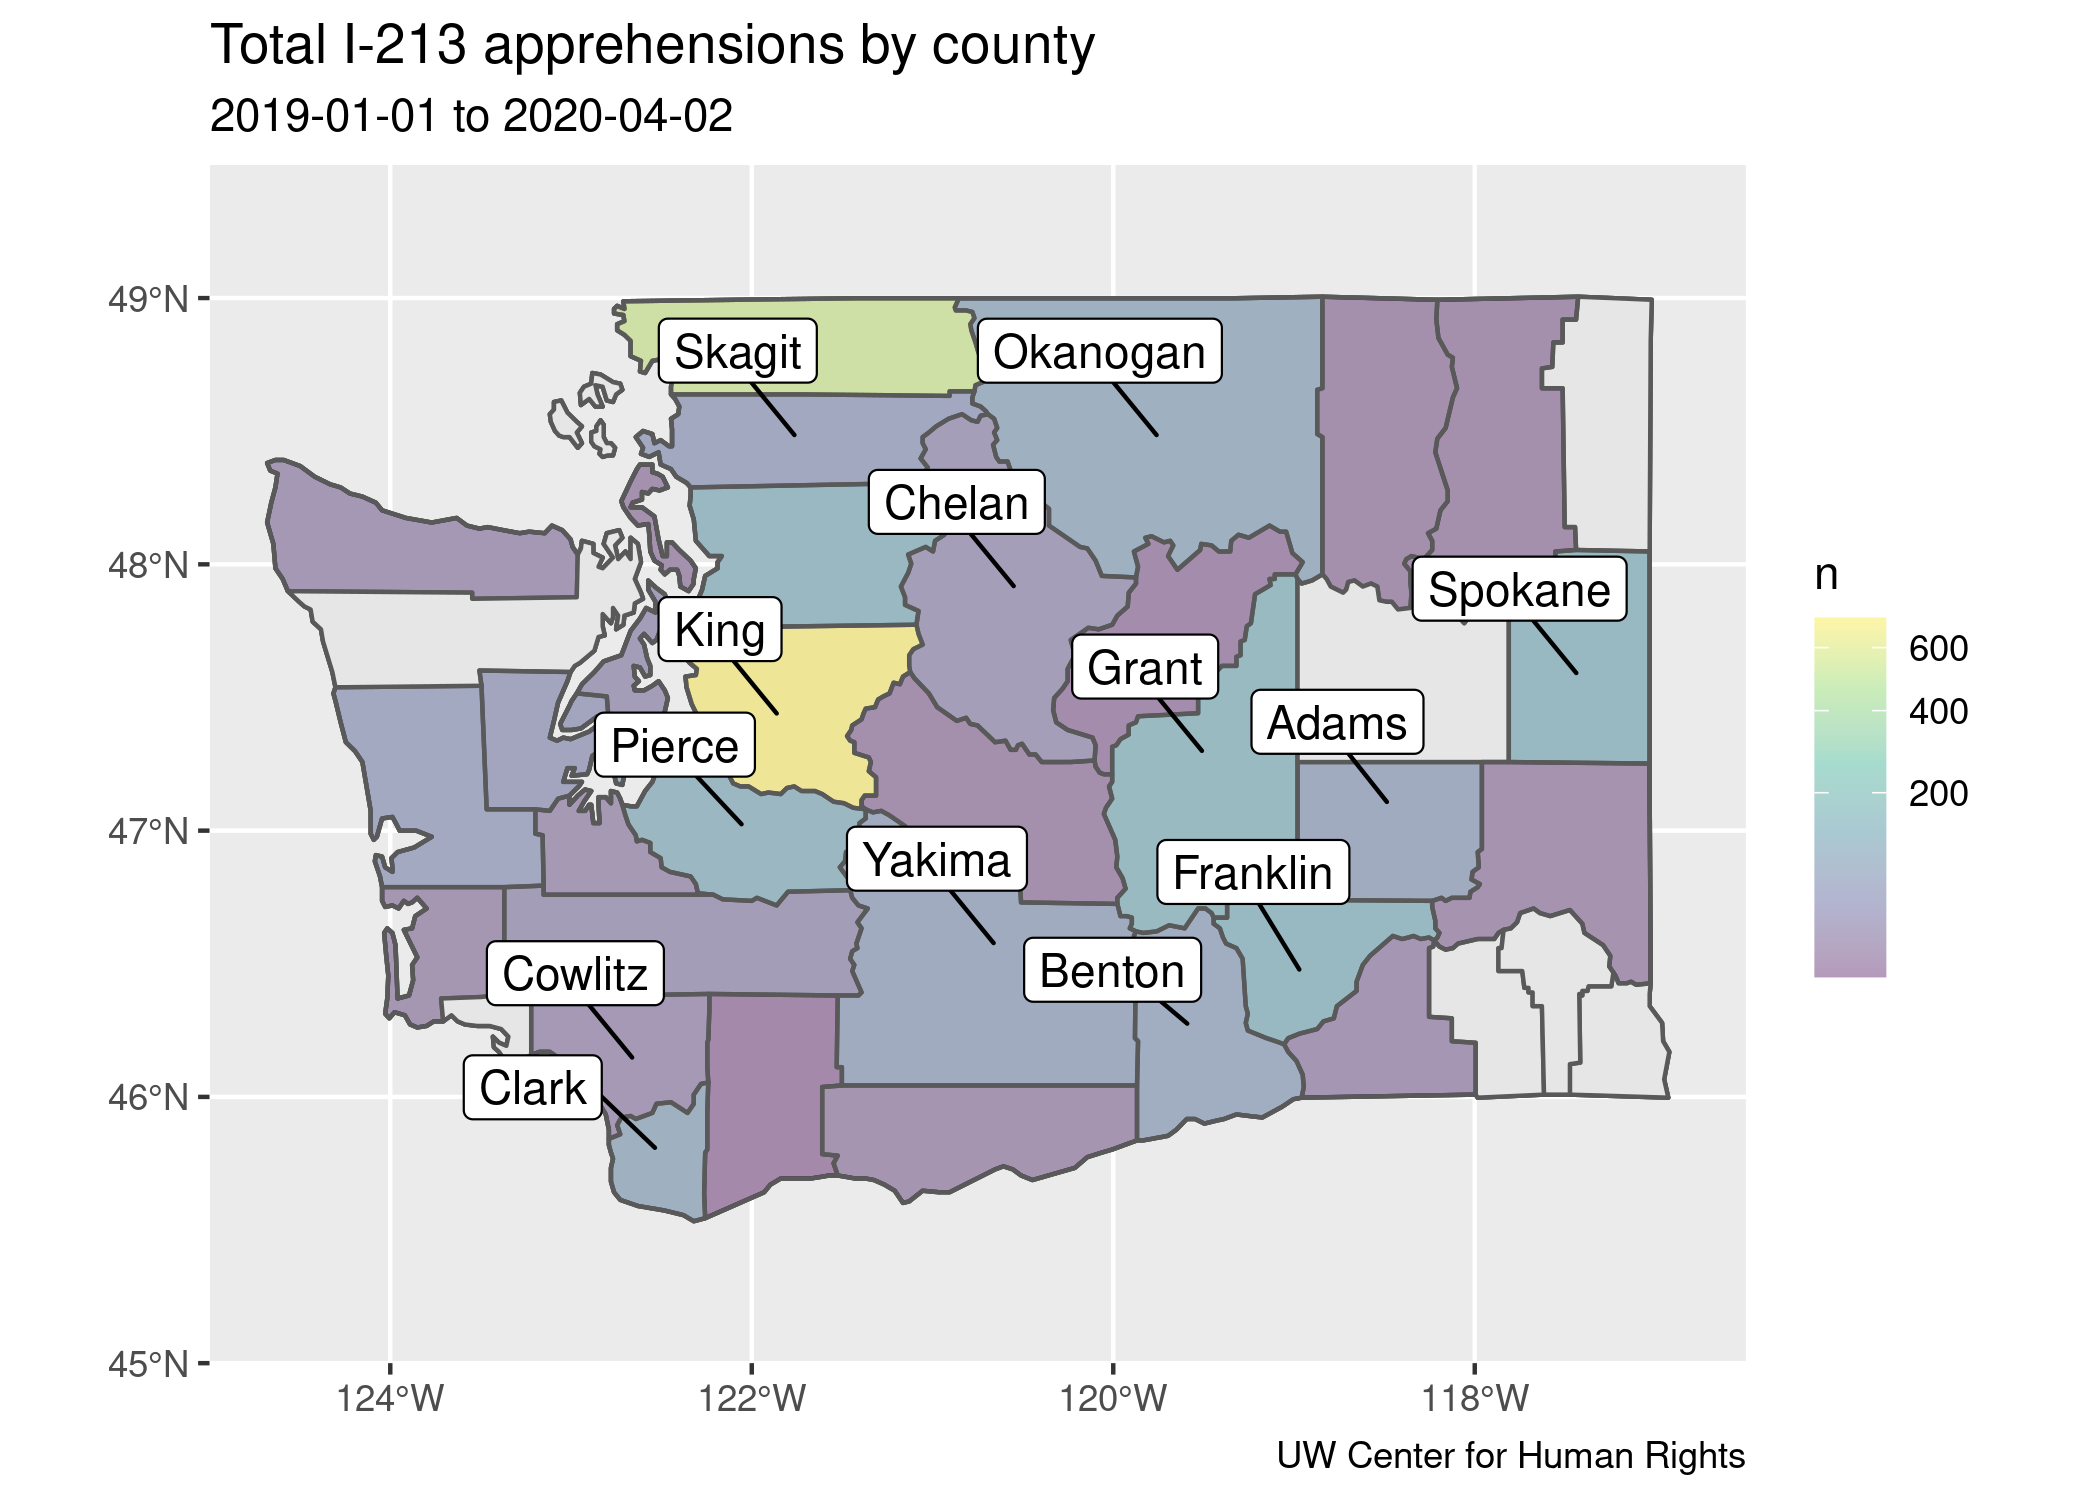 Total I-213 apprehensions by county
2019-01-01 to 2020-04-02
49°N
48°N
47°N
46°N
45°N
124°W
122°W
120°W
118°W
Skagit
Okanogan
Chelan
Spokane
King
Grant
Adams
Pierce
Yakima
Franklin
Cowlitz
Benton
Clark
n
600
400
200
UW Center for Human Rights